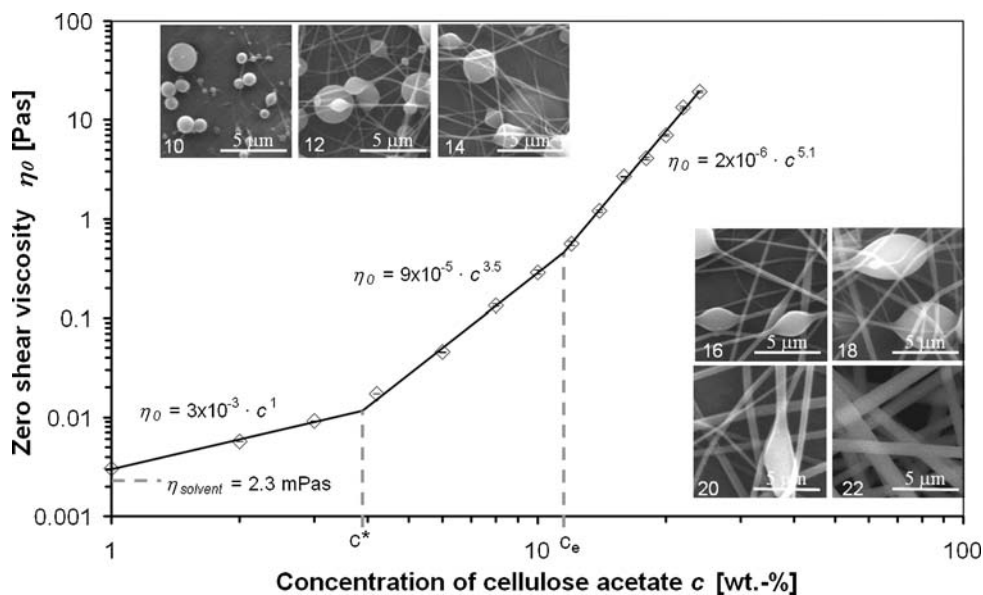 100
10
1
0.1
0.01
0.001
Zero shear viscosity η0 [Pas]
10
5 µm
12
5 µm
14
5 µm
η0 = 2x10-6 · c5.1
η0 = 9x10-5 · c3.5
16
5 µm
18
5 µm
20
5 µm
22
5 µm
η0 = 3x10-3 · c1
ηsolvent = 2.3 mPas
1
c*
10
ce
100
Concentration of cellulose acetate c [wt.-%]